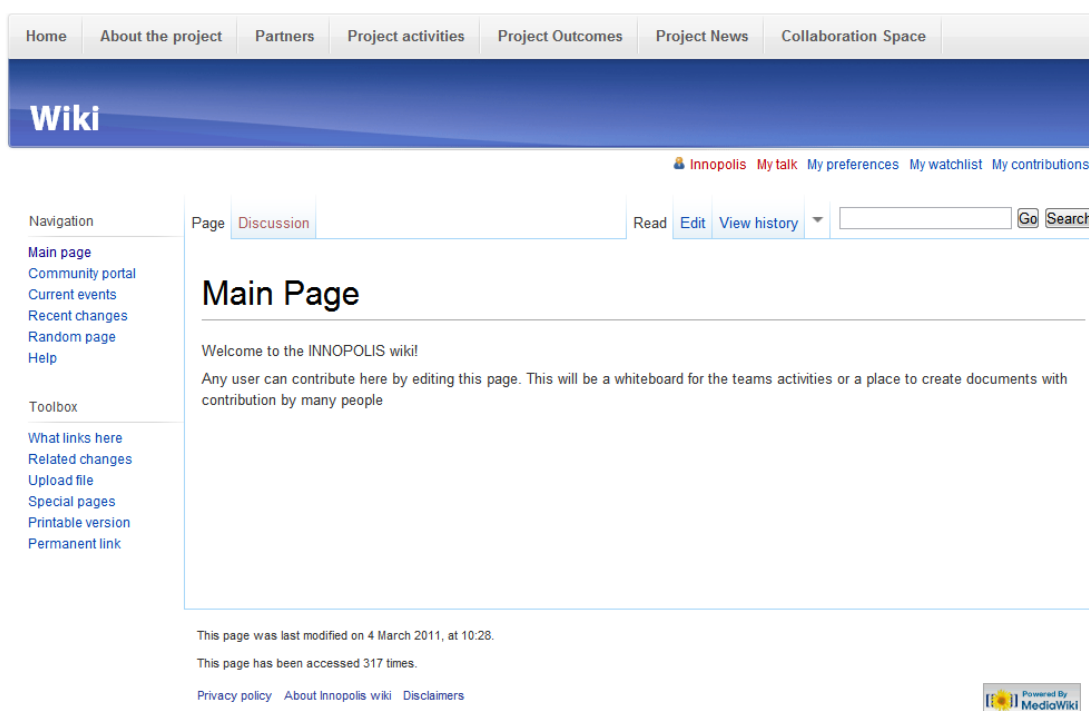 Home About the project Partners Project activities Project Outcomes Project News Collaboration Space
Wiki
Innopolis My talk My preferences My watchlist My contributions
Navigation
Main page
Community portal
Current events
Recent changes
Random page
Help
Toolbox
What links here
Related changes
Upload file
Special pages
Printable version
Permanent link
Page Discussion Read Edit View history Go Search
Main Page
Welcome to the INNOPOLIS wiki!
Any user can contribute here by editing this page. This will be a whiteboard for the teams activities or a place to create documents with
contribution by many people
This page was last modified on 4 March 2011, at 10:28.
This page has been accessed 317 times.
Privacy policy About Innopolis wiki Disclaimers
Powered By
MediaWiki